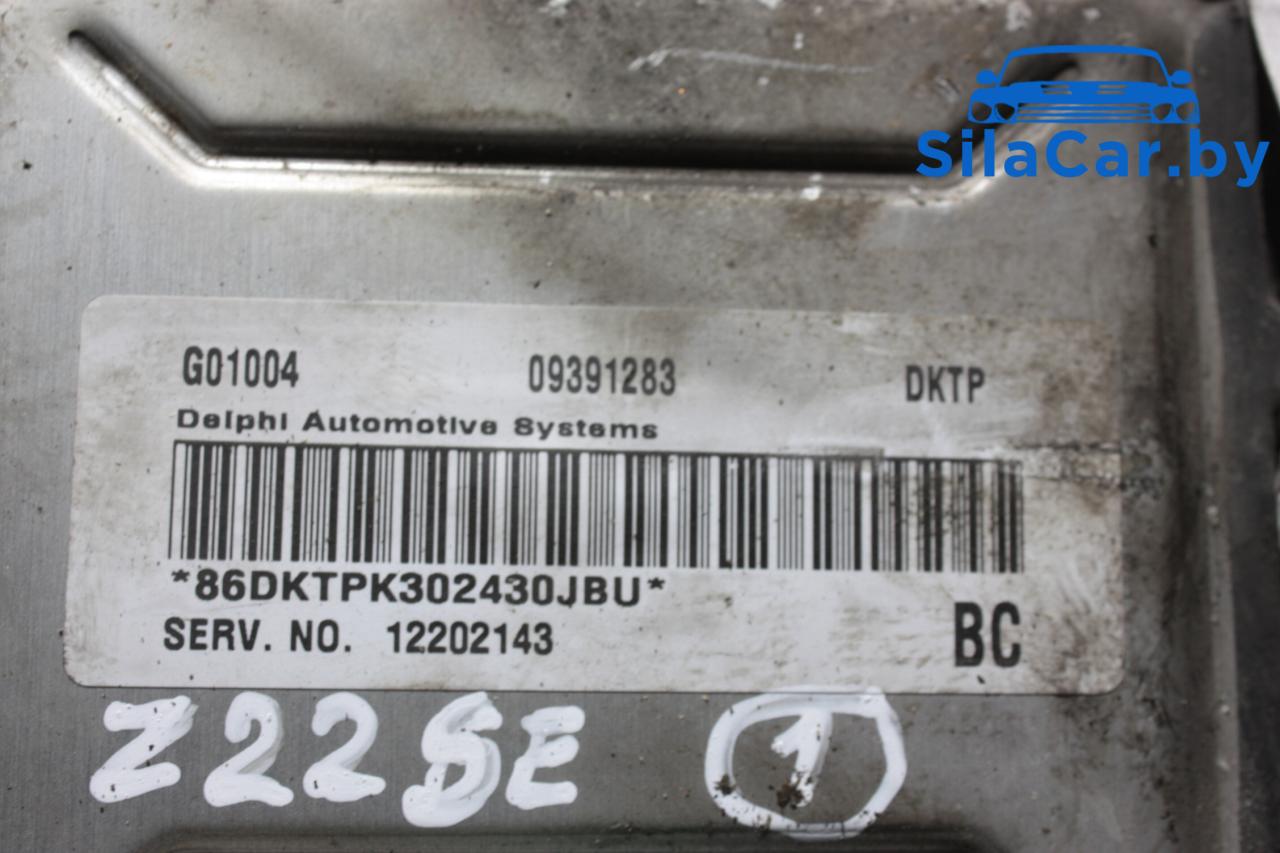 SilaCar.by
G01004 09391283 DKTP
Delphi Automotive Systems
*86DKTPK302430JBU*
SERV. NO. 12202143 BC
Z22SE 1